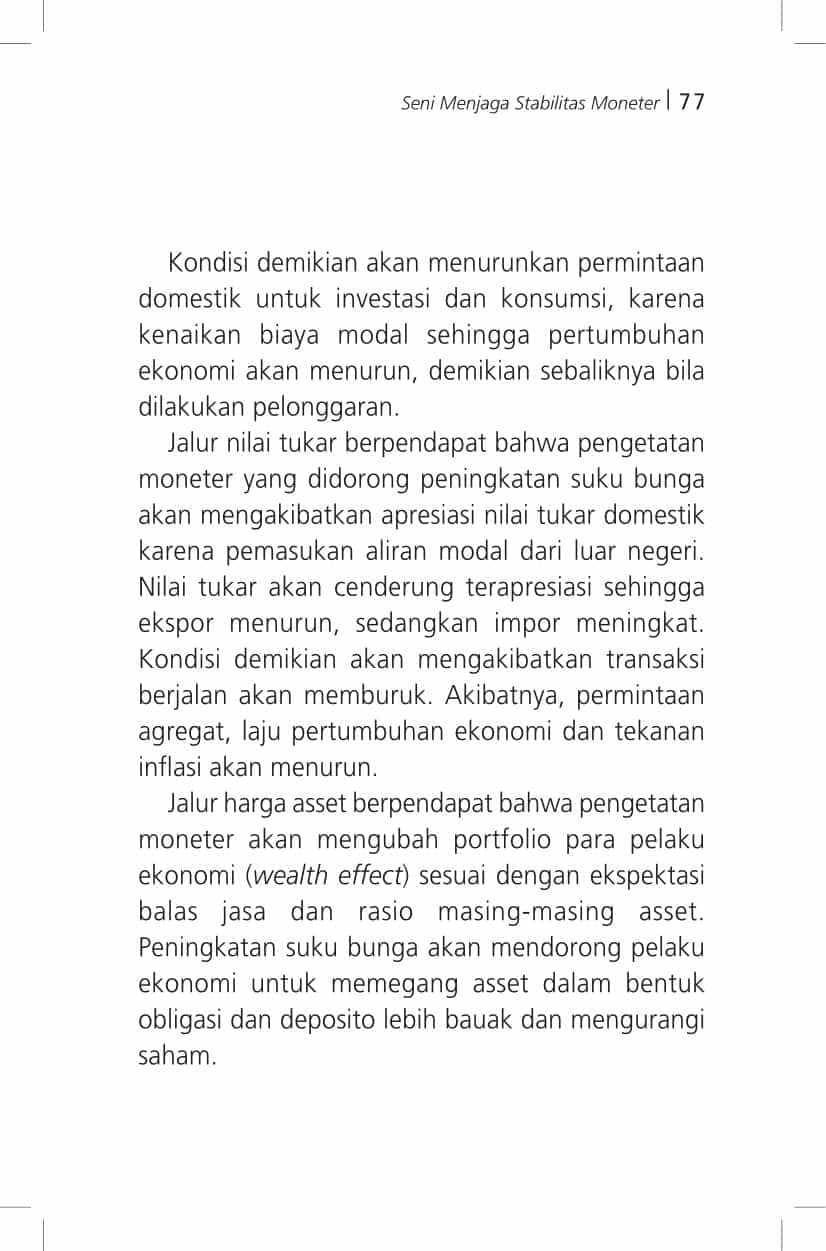 Seni Menjaga Stabilitas Moneter | 77
Kondisi demikian akan menurunkan permintaan
domestik untuk investasi dan konsumsi, karena
kenaikan biaya modal sehingga pertumbuhan
ekonomi akan menurun, demikian sebaliknya bila
dilakukan pelonggaran.
Jalur nilai tukar berpendapat bahwa pengetatan
moneter yang didorong peningkatan suku bunga
akan mengakibatkan apresiasi nilai tukar domestik
karena pemasukan aliran modal dari luar negeri.
Nilai tukar akan cenderung terapresiasi sehingga
ekspor menurun, sedangkan impor meningkat.
Kondisi demikian akan mengakibatkan transaksi
berjalan akan memburuk. Akibatnya, permintaan
agregat, laju pertumbuhan ekonomi dan tekanan
inflasi akan menurun.
Jalur harga asset berpendapat bahwa pengetatan
moneter akan mengubah portfolio para pelaku
ekonomi (wealth effect) sesuai dengan ekspektasi
balas jasa dan rasio masing-masing asset.
Peningkatan suku bunga akan mendorong pelaku
ekonomi untuk memegang asset dalam bentuk
obligasi dan deposito lebih bauak dan mengurangi
saham.